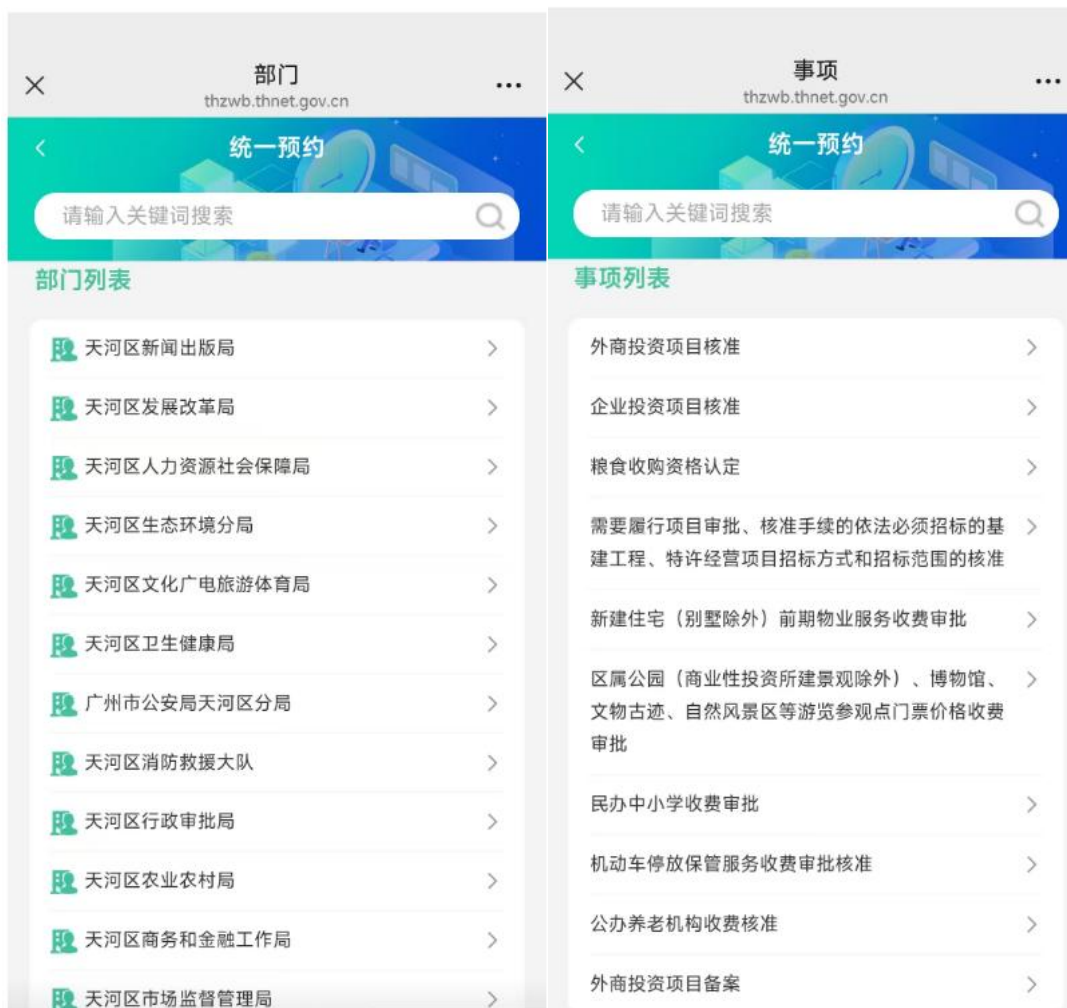 部门
thzwb.thnet.gov.cn
统一预约
请输入关键词搜索
部门列表
天河区新闻出版局
天河区发展改革局
天河区人力资源社会保障局
天河区生态环境分局
天河区文化广电旅游体育局
天河区卫生健康局
广州市公安局天河区分局
天河区消防救援大队
天河区行政审批局
天河区农业农村局
天河区商务和金融工作局
天河区市场监督管理局
事项
thzwb.thnet.gov.cn
统一预约
请输入关键词搜索
事项列表
外商投资项目核准
企业投资项目核准
粮食收购资格认定
需要履行项目审批、核准手续的依法必须招标的基
建工程、特许经营项目招标方式和招标范围的核准
新建住宅（别墅除外）前期物业服务收费审批
区属公园（商业性投资所建景观除外）、博物馆、
文物古迹、自然风景区等游览参观点门票价格收费
审批
民办中小学收费审批
机动车停放保管服务收费审批核准
公办养老机构收费核准
外商投资项目备案